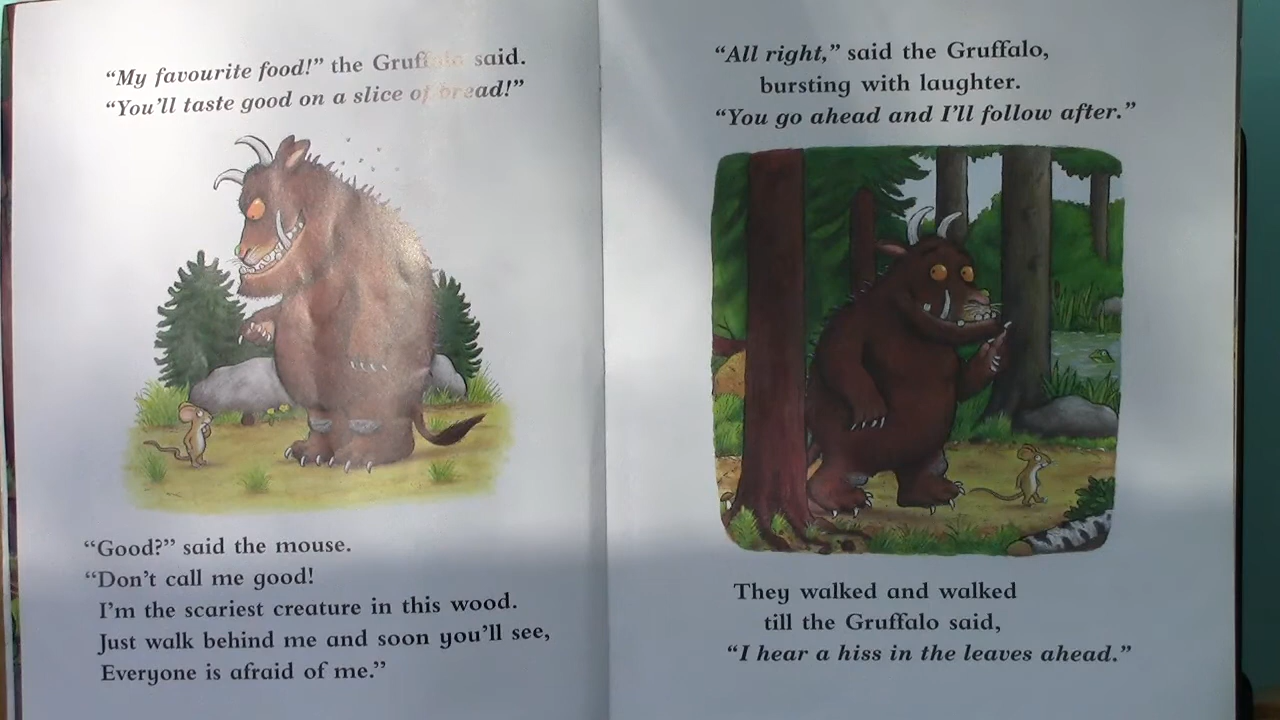 “My favourite food!” the Gruffalo said.
“You’ll taste good on a slice of bread!”
“Good?” said the mouse.
“Don’t call me good!
I’m the scariest creature in this wood.
Just walk behind me and soon you’ll see,
Everyone is afraid of me.”
“All right,” said the Gruffalo,
bursting with laughter.
“You go ahead and I’ll follow after.”
They walked and walked
till the Gruffalo said,
“I hear a hiss in the leaves ahead.”